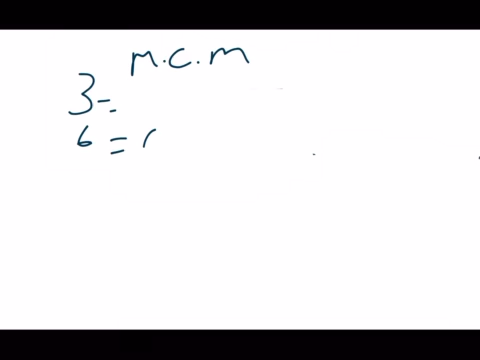 M.C.M
3=
6 = (